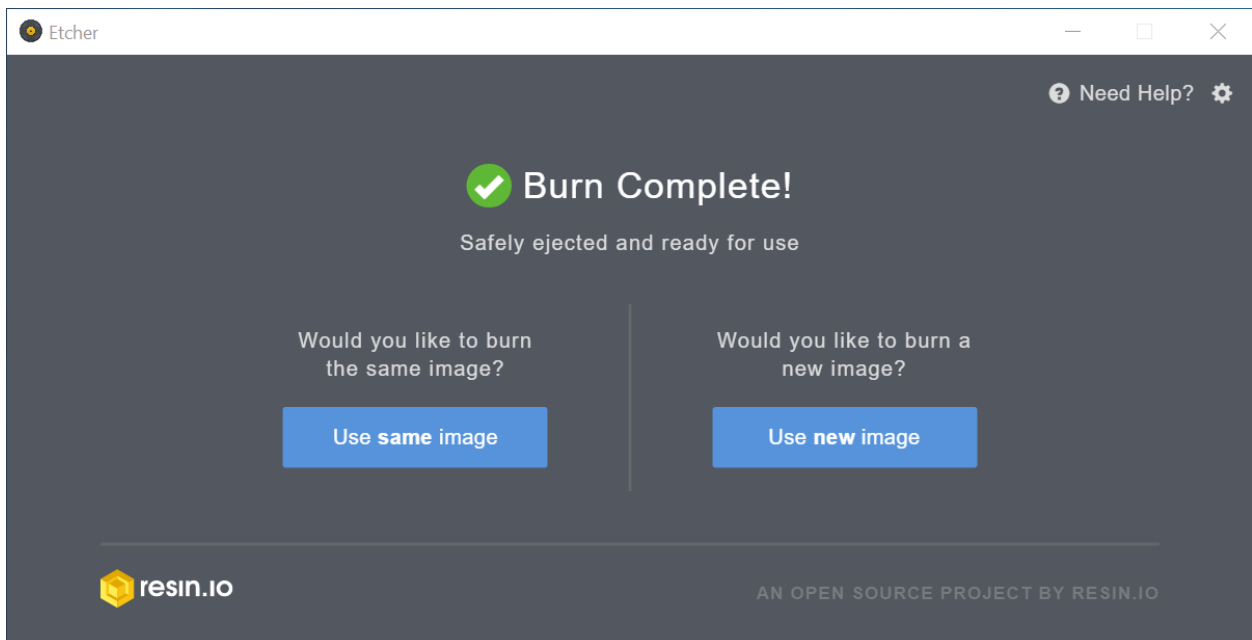 Etcher
Need Help?
Burn Complete!
Safely ejected and ready for use
Would you like to burn
the same image?
Use same image
Would you like to burn a
new image?
Use new image
resin.io
AN OPEN SOURCE PROJECT BY RESIN.IO